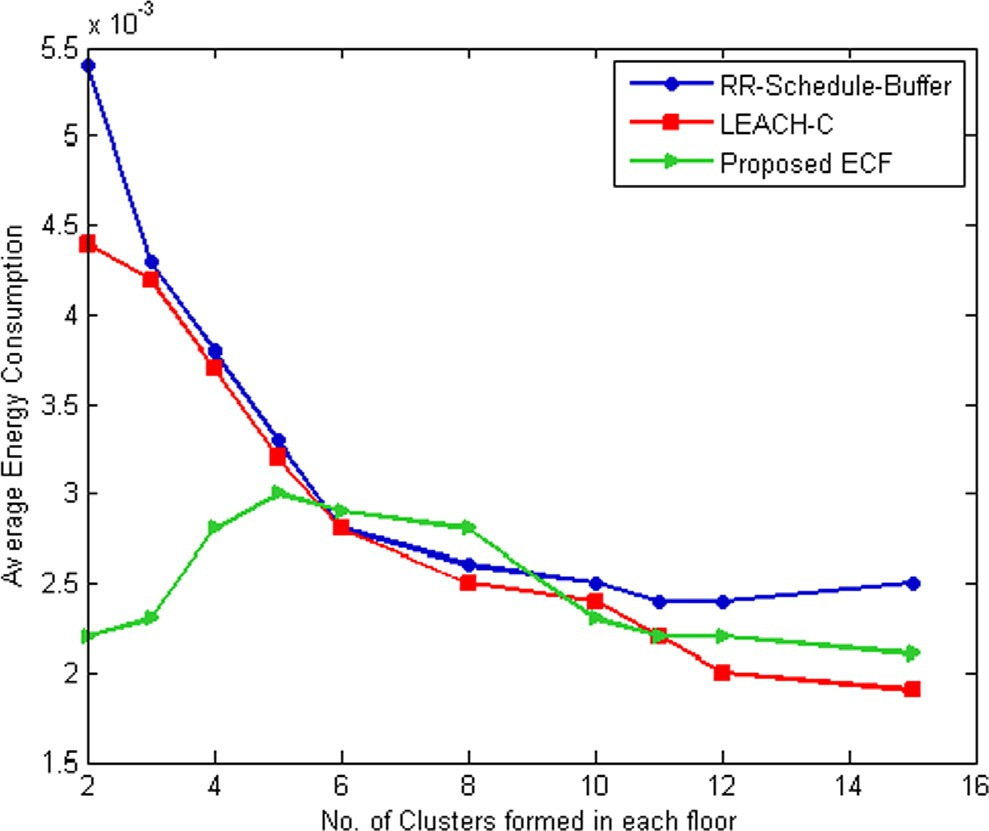 x 10-3
5.5
5
4.5
4
3.5
3
2.5
2
1.5
Average Energy Consumption
RR-Schedule-Buffer
LEACH-C
Proposed ECF
2 4 6 8 10 12 14 16
No. of Clusters formed in each floor